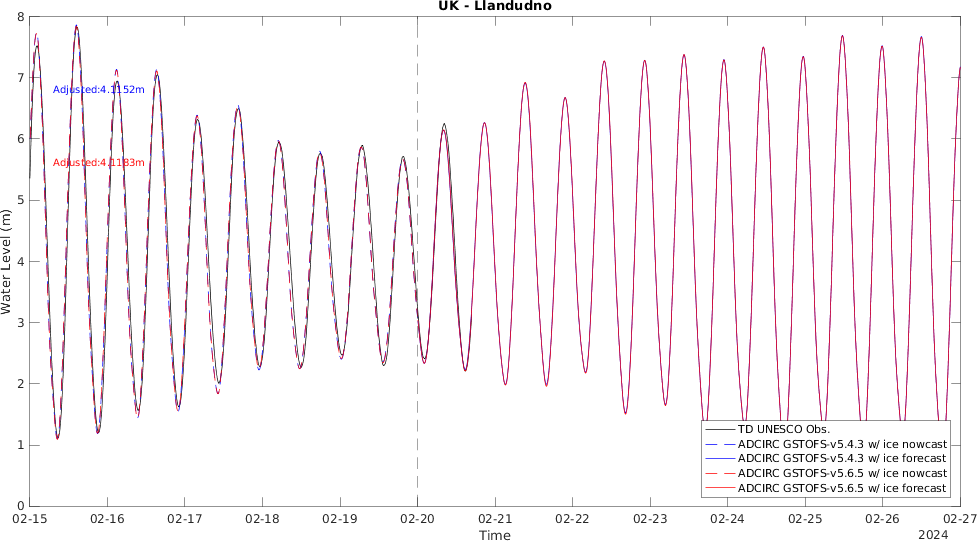 UK - Llandudno
8
7
6
5
4
3
2
1
0
Water Level (m)
Adjusted:4.1152m
Adjusted:4.1183m
TD UNESCO Obs.
ADCIRC GSTOFS-v5.4.3 w/ ice nowcast
ADCIRC GSTOFS-v5.4.3 w/ ice forecast
ADCIRC GSTOFS-v5.6.5 w/ ice nowcast
ADCIRC GSTOFS-v5.6.5 w/ ice forecast
02-15 02-16 02-17 02-18 02-19 02-20 02-21 02-22 02-23 02-24 02-25 02-26 02-27
Time
2024